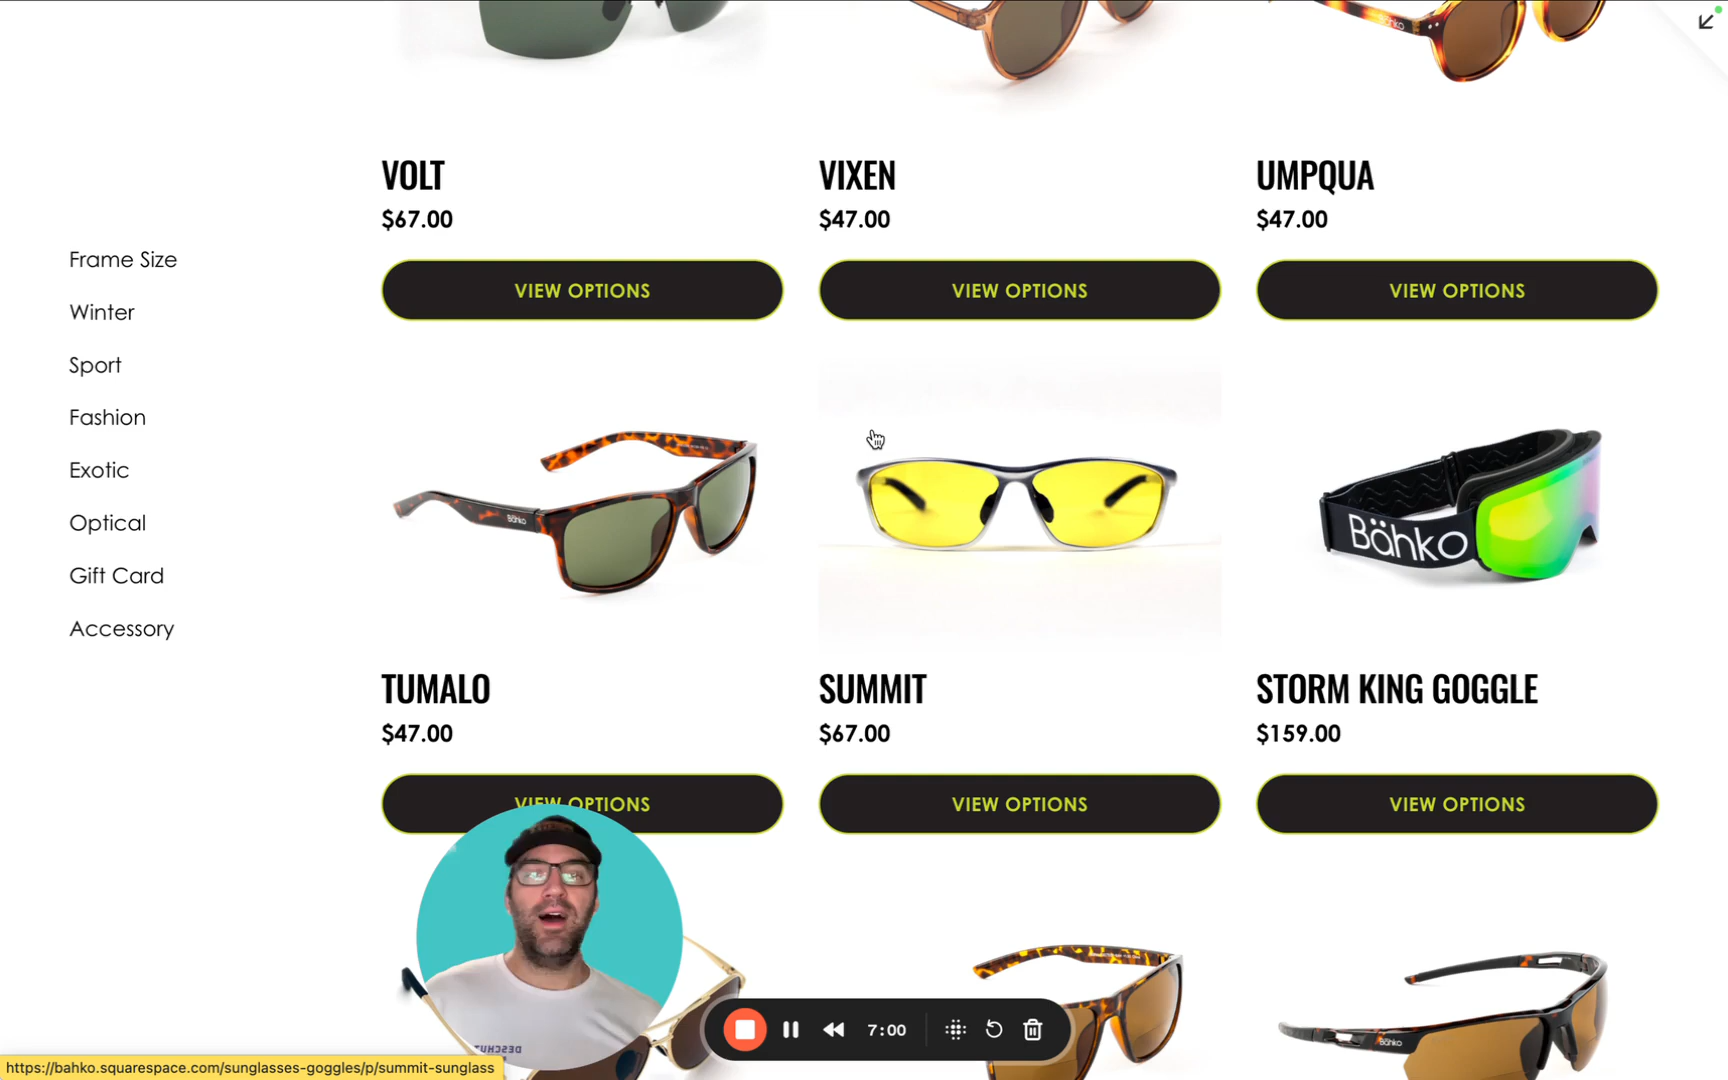 Bähko
VOLT
$67.00
VIEW OPTIONS
VIXEN
$47.00
VIEW OPTIONS
UMPQUA
$47.00
VIEW OPTIONS
Frame Size
Winter
Sport
Fashion
Exotic
Optical
Gift Card
Accessory
Bähko
Bähko
TUMALO
$47.00
VIEW OPTIONS
SUMMIT
$67.00
VIEW OPTIONS
STORM KING GOGGLE
$159.00
VIEW OPTIONS
Bähko
7:00
https://bahko.squarespace.com/sunglasses-goggles/p/summit-sunglass